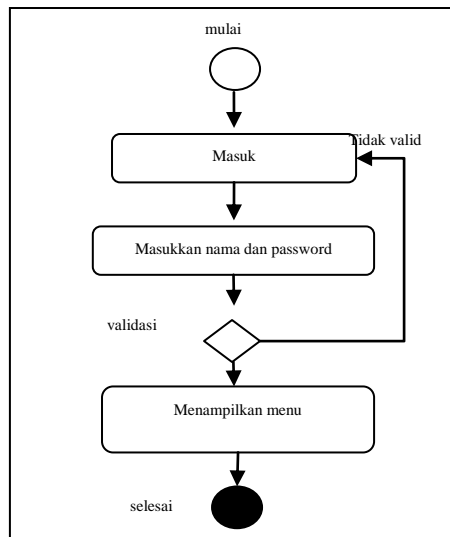 mulai
Masuk
Tidak valid
Masukkan nama dan password
validasi
Menampilkan menu
selesai